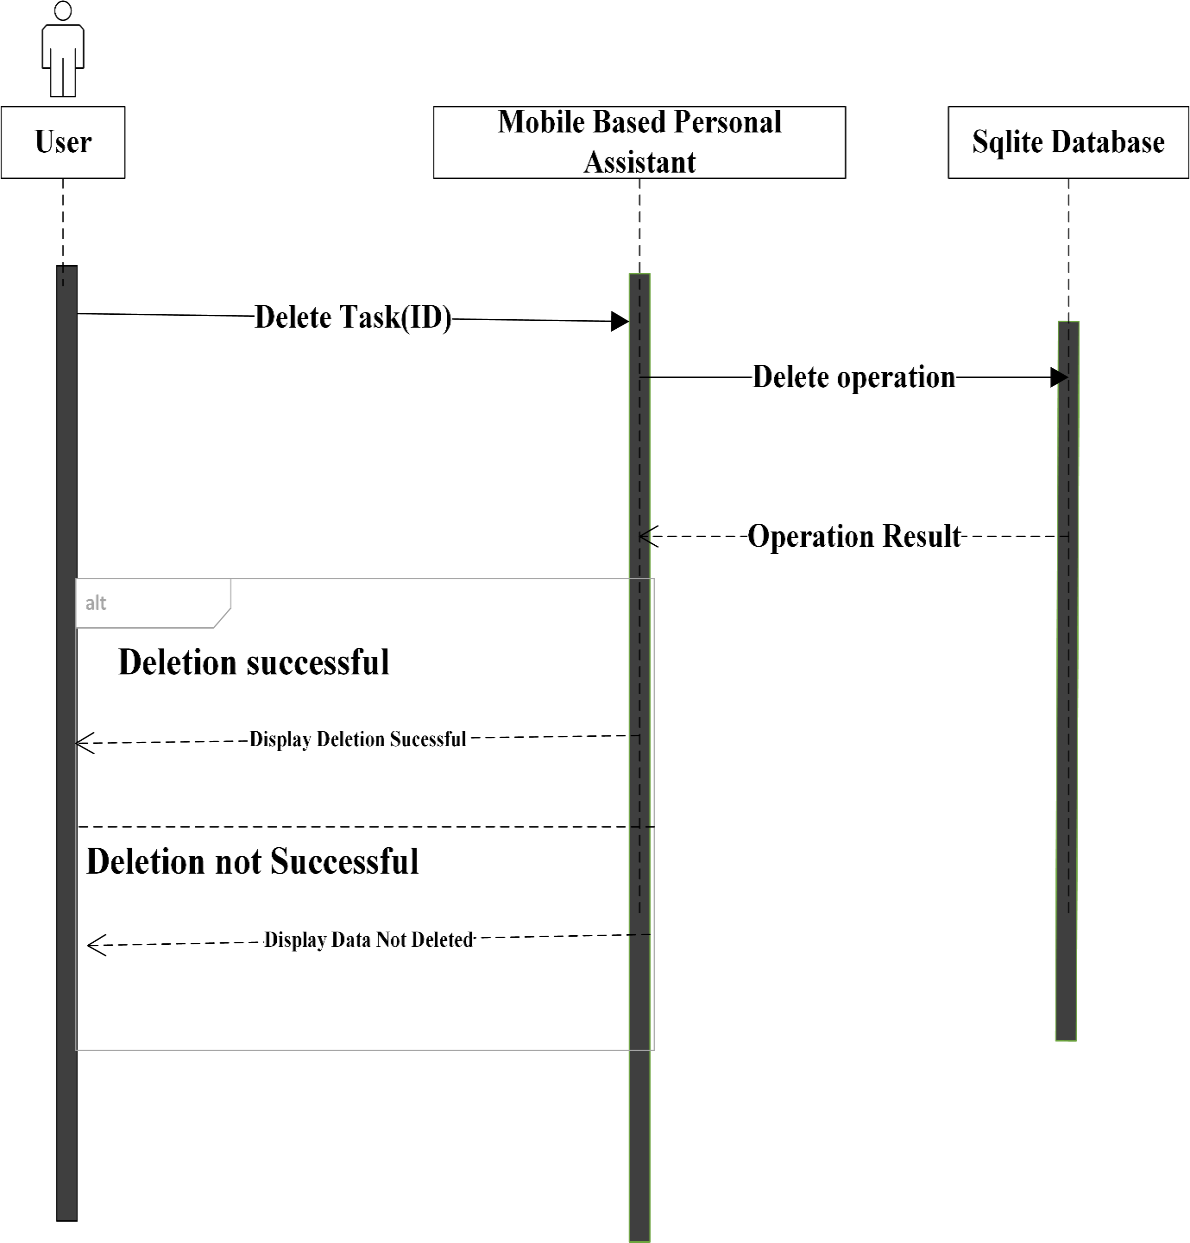 User
Mobile Based Personal
Assistant
Sqlite Database
Delete Task(ID)
Delete operation
Operation Result
alt
Deletion successful
Display Deletion Sucessful
Deletion not Successful
Display Data Not Deleted